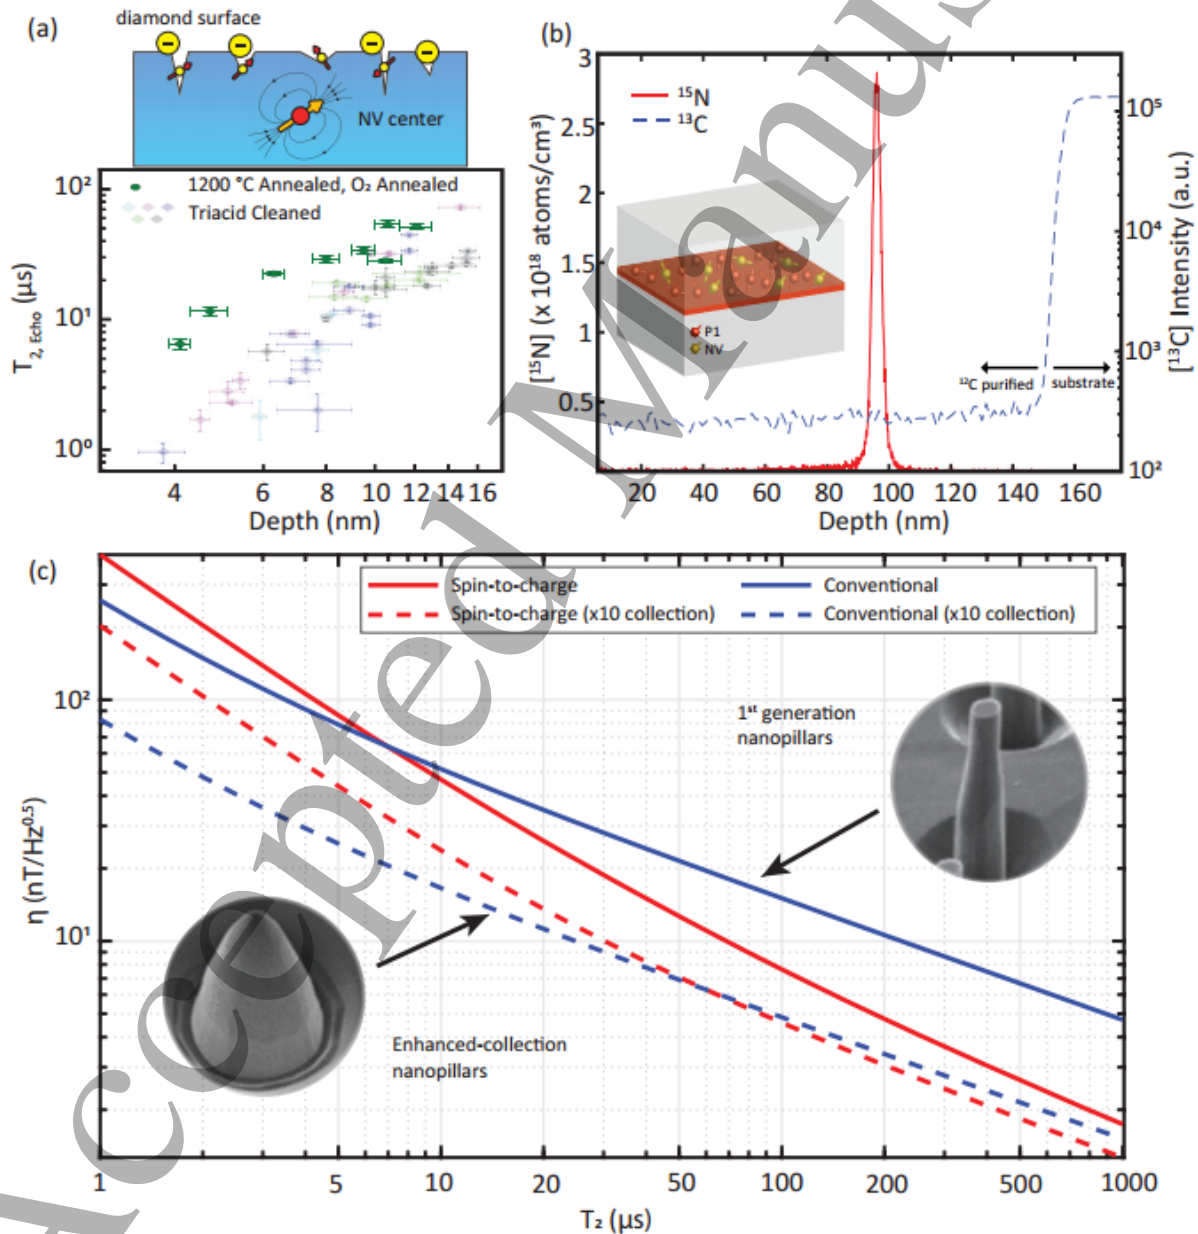 (a)
diamond surface
NV center
10²
10¹
10⁰
T₂, Echo (µs)
1200 °C Annealed, O₂ Annealed
Triacid Cleaned
4 6 8 10 12 14 16
Depth (nm)
(b)
3
2.5
2
1.5
1
0.5
[¹⁵N] (x 10¹⁸ atoms/cm³)
¹⁵N
¹³C
P1
NV
¹²C purified
substrate
10⁵
10⁴
10³
10²
[¹³C] Intensity (a.u.)
20 40 60 80 100 120 140 160
Depth (nm)
(c)
Spin-to-charge
Spin-to-charge (x10 collection)
Conventional
Conventional (x10 collection)
10²
10¹
η (nT/Hz⁰·⁵)
1ˢᵗ generation
nanopillars
Enhanced-collection
nanopillars
1 5 10 20 50 100 200 500 1000
T₂ (µs)
Accepted Manus